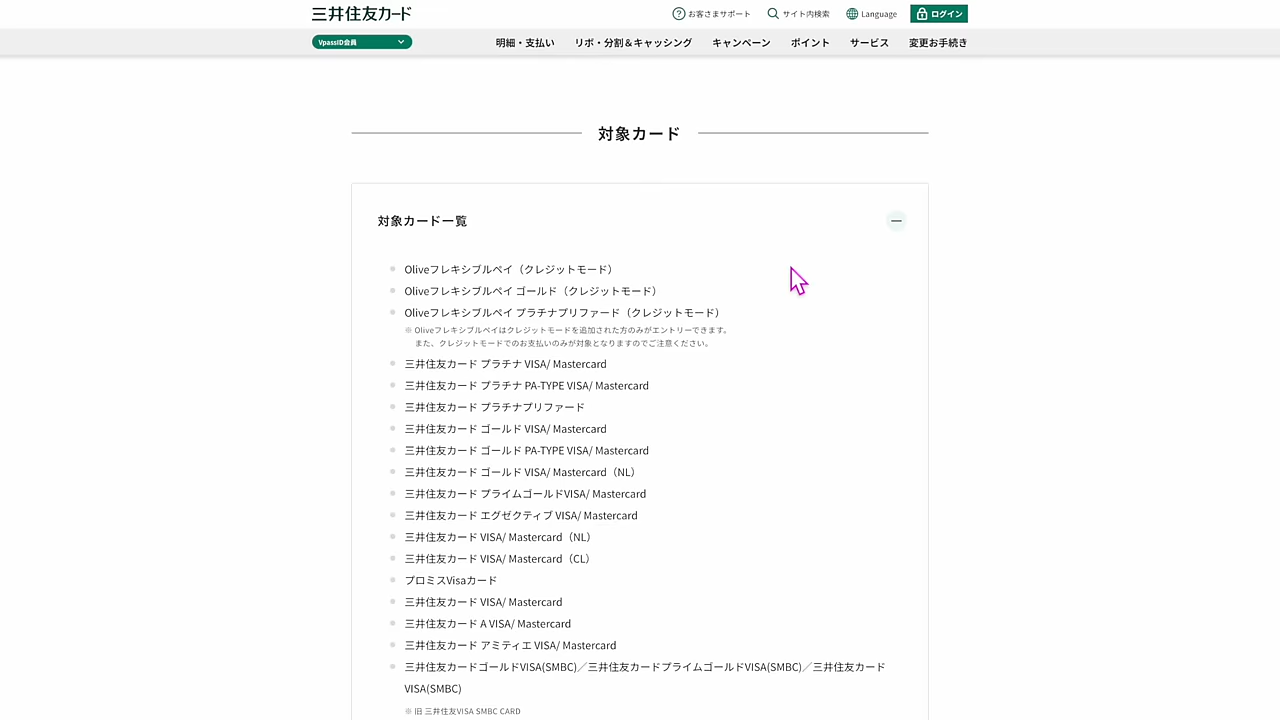 三井住友カード
お客さまサポート
サイト内検索
Language
ログイン
VpassID会員
明細・支払い
リボ・分割＆キャッシング
キャンペーン
ポイント
サービス
変更お手続き
対象カード
対象カード一覧
Oliveフレキシブルペイ（クレジットモード）
Oliveフレキシブルペイ ゴールド（クレジットモード）
Oliveフレキシブルペイ プラチナプリファード（クレジットモード）
※ Oliveフレキシブルペイはクレジットモードを追加された方のみがエントリーできます。
また、クレジットモードでのお支払いのみが対象となりますのでご注意ください。
三井住友カード プラチナ VISA/ Mastercard
三井住友カード プラチナ PA-TYPE VISA/ Mastercard
三井住友カード プラチナプリファード
三井住友カード ゴールド VISA/ Mastercard
三井住友カード ゴールド PA-TYPE VISA/ Mastercard
三井住友カード ゴールド VISA/ Mastercard（NL）
三井住友カード プライムゴールドVISA/ Mastercard
三井住友カード エグゼクティブ VISA/ Mastercard
三井住友カード VISA/ Mastercard（NL）
三井住友カード VISA/ Mastercard（CL）
プロミスVisaカード
三井住友カード VISA/ Mastercard
三井住友カード A VISA/ Mastercard
三井住友カード アミティエ VISA/ Mastercard
三井住友カードゴールドVISA(SMBC)／三井住友カードプライムゴールドVISA(SMBC)／三井住友カード
VISA(SMBC)
※ 旧 三井住友VISA SMBC CARD